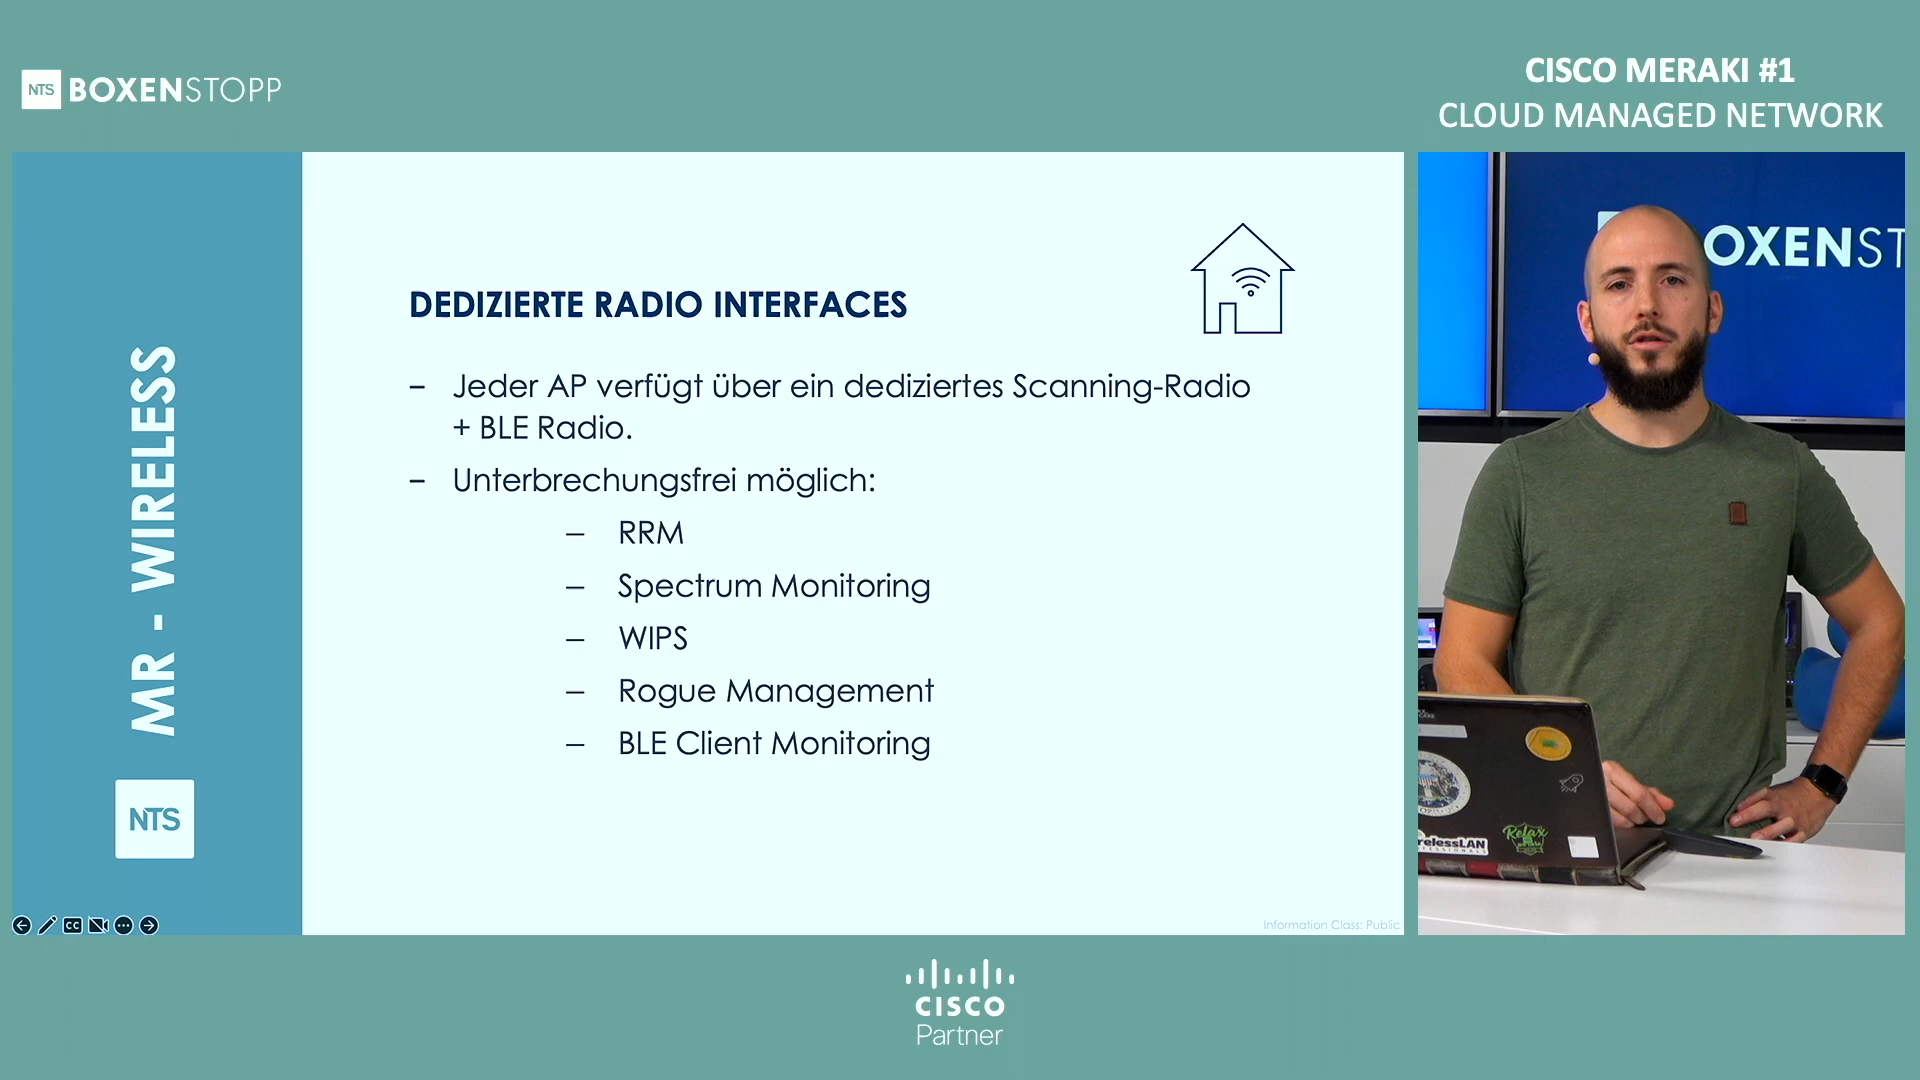 NTS BOXENSTOPP
CISCO MERAKI #1
CLOUD MANAGED NETWORK
MR - WIRELESS
NTS
DEDIZIERTE RADIO INTERFACES
– Jeder AP verfügt über ein dediziertes Scanning-Radio
+ BLE Radio.
– Unterbrechungsfrei möglich:
– RRM
– Spectrum Monitoring
– WIPS
– Rogue Management
– BLE Client Monitoring
CC
Information Class: Public
OXENST
relessLAN
Relax
CISCO
Partner